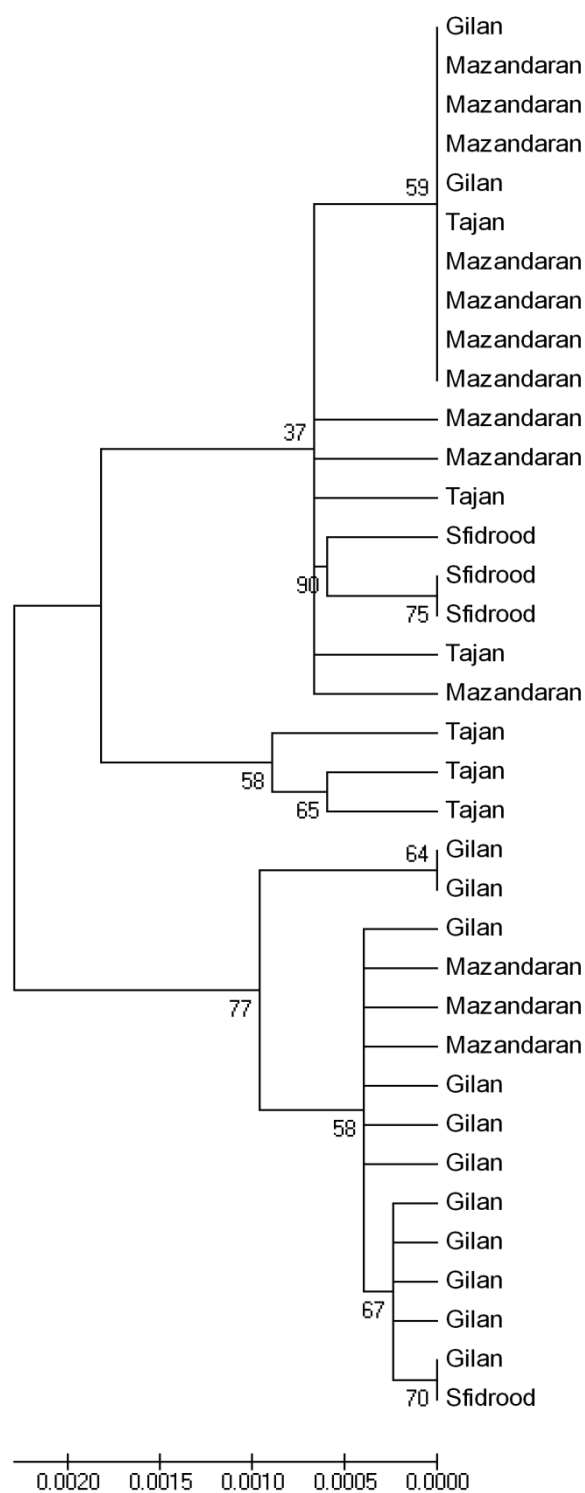 Gilan
Mazandaran
Mazandaran
Mazandaran
59 Gilan
Tajan
Mazandaran
Mazandaran
Mazandaran
Mazandaran
Mazandaran
37
Mazandaran
Tajan
Sfidrood
90 Sfidrood
75 Sfidrood
Tajan
Mazandaran
Tajan
58 Tajan
65 Tajan
64 Gilan
Gilan
Gilan
Mazandaran
77 Mazandaran
Mazandaran
Gilan
58 Gilan
Gilan
Gilan
Gilan
Gilan
67 Gilan
Gilan
70 Sfidrood
0.0020 0.0015 0.0010 0.0005 0.0000